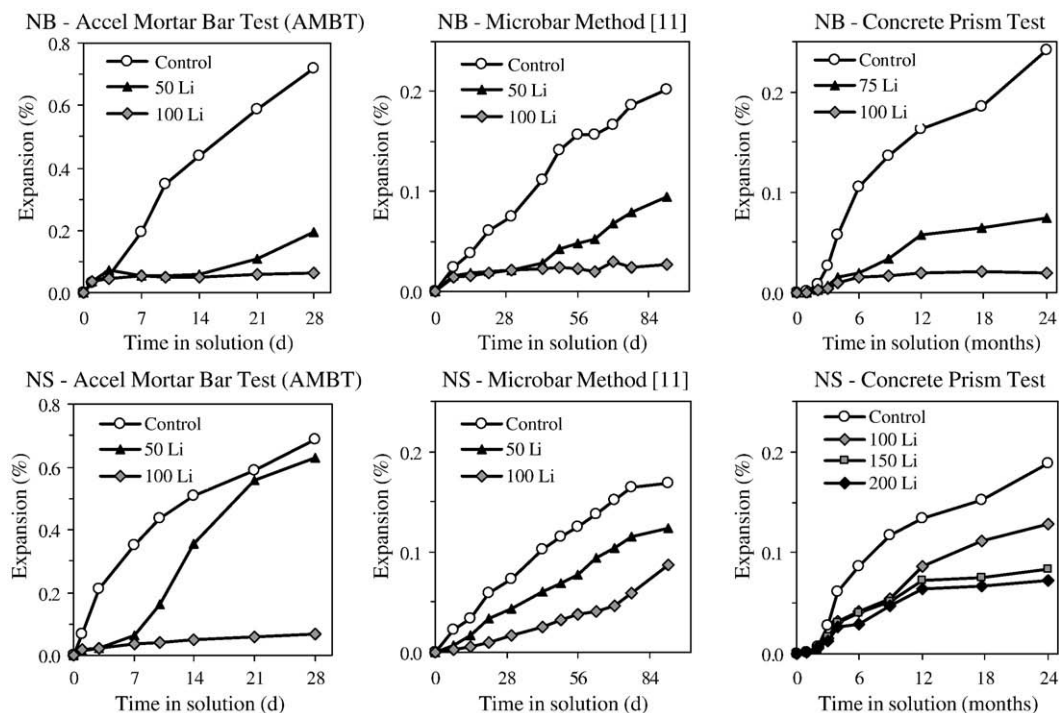 NB - Accel Mortar Bar Test (AMBT)
0.8
0.6
0.4
0.2
0.0
Expansion (%)
Control
50 Li
100 Li
0 7 14 21 28
Time in solution (d)
NB - Microbar Method [11]
0.2
0.1
0.0
Expansion (%)
Control
50 Li
100 Li
0 28 56 84
Time in solution (d)
NB - Concrete Prism Test
0.2
0.1
0.0
Expansion (%)
Control
75 Li
100 Li
0 6 12 18 24
Time in solution (months)
NS - Accel Mortar Bar Test (AMBT)
0.8
0.6
0.4
0.2
0.0
Expansion (%)
Control
50 Li
100 Li
0 7 14 21 28
Time in solution (d)
NS - Microbar Method [11]
0.2
0.1
0.0
Expansion (%)
Control
50 Li
100 Li
0 28 56 84
Time in solution (d)
NS - Concrete Prism Test
0.2
0.1
0.0
Expansion (%)
Control
100 Li
150 Li
200 Li
0 6 12 18 24
Time in solution (months)